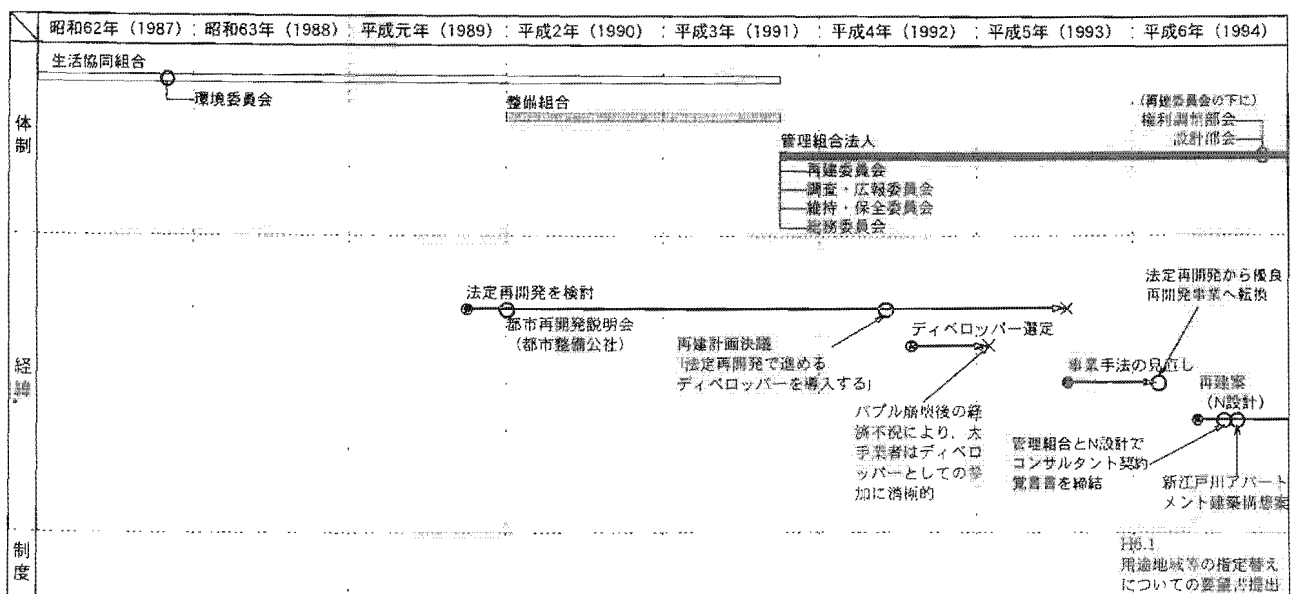 昭和62年（1987）
昭和63年（1988）
平成元年（1989）
平成2年（1990）
平成3年（1991）
平成4年（1992）
平成5年（1993）
平成6年（1994）
体制
生活協同組合
環境委員会
整備組合
管理組合法人
再建委員会
調査・広報委員会
維持・保全委員会
総務委員会
（再建委員会の下に）
権利調整部会
設計部会
経緯
法定再開発を検討
都市再開発説明会
（都市整備公社）
再建計画決議
「法定再開発で進める
ディベロッパーを導入する」
ディベロッパー選定
バブル崩壊後の経
済不況により，大
手業者はディベロ
ッパーとしての参
加に消極的
法定再開発から優良
再開発事業へ転換
事業手法の見直し
再建案
（N設計）
管理組合とN設計で
コンサルタント契約
覚書書を締結
新江戸川アパート
メント建築構想案
制度
H6.1
用途地域等の指定替え
についての要望書提出